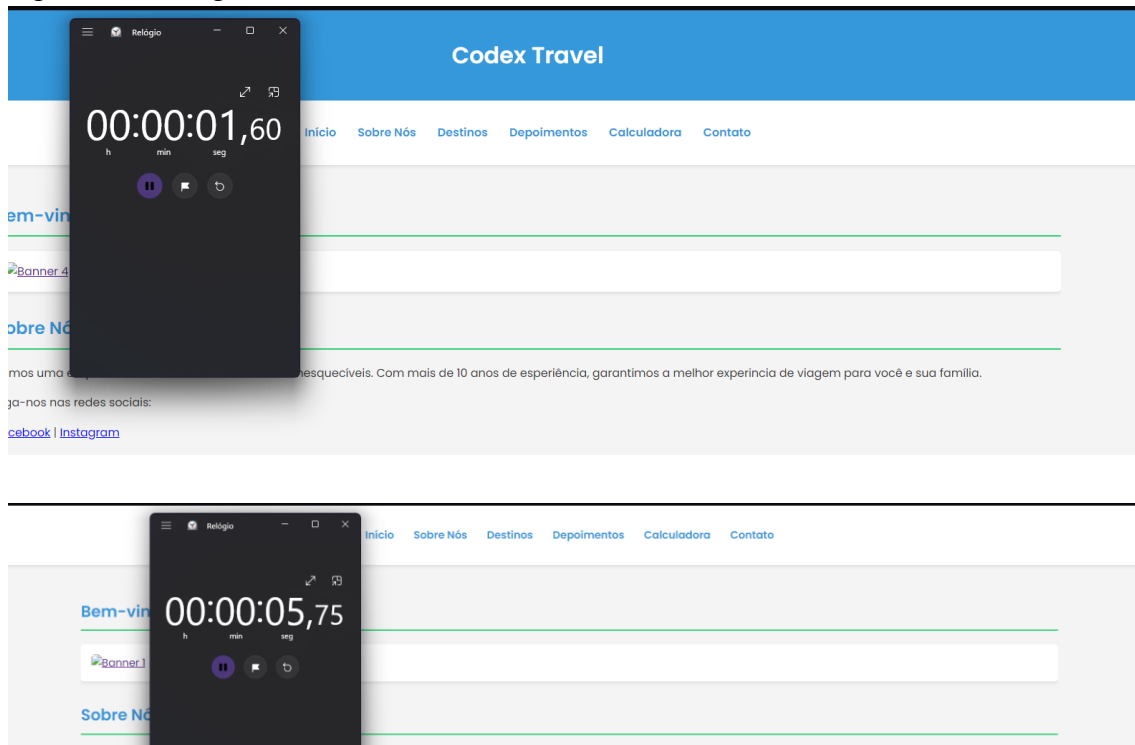 Relógio
Codex Travel
00:00:01,60
h min seg
Início Sobre Nós Destinos Depoimentos Calculadora Contato
em-vin
Banner 4
obre Nó
mos uma e nesquecíveis. Com mais de 10 anos de esperiência, garantimos a melhor experincia de viagem para você e sua família.
ga-nos nas redes sociais:
cebook | Instagram
Relógio
Início Sobre Nós Destinos Depoimentos Calculadora Contato
00:00:05,75
h min seg
Bem-vin
Banner 1
Sobre Nó